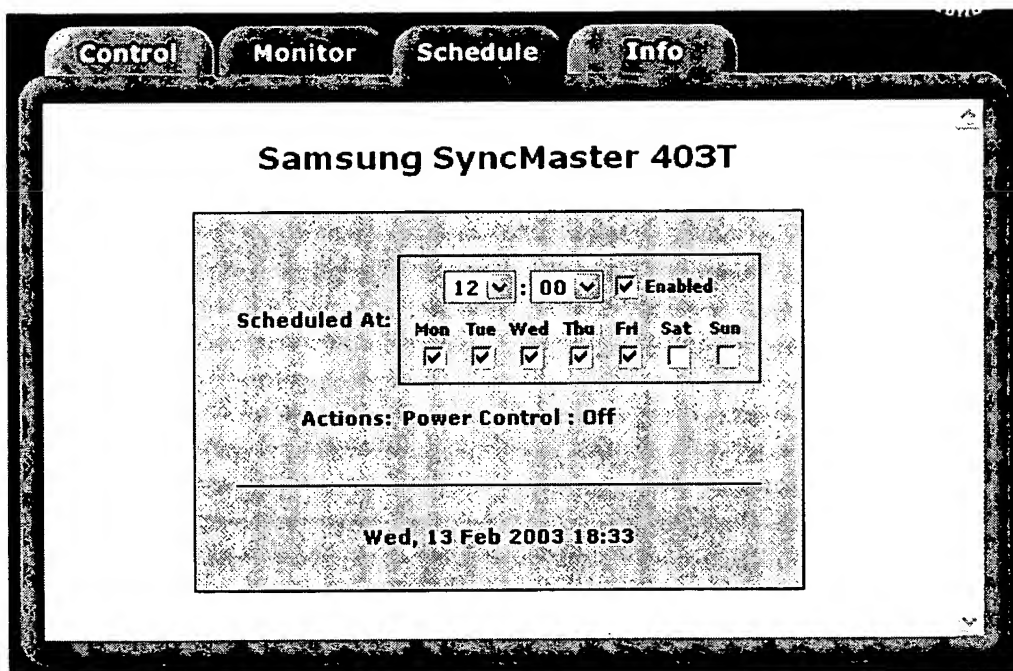 Control Monitor Schedule Info
Samsung SyncMaster 403T
12 : 00 Enabled
Scheduled At:
Mon Tue Wed Thu Fri Sat Sun
Actions: Power Control : Off
Wed, 13 Feb 2003 18:33